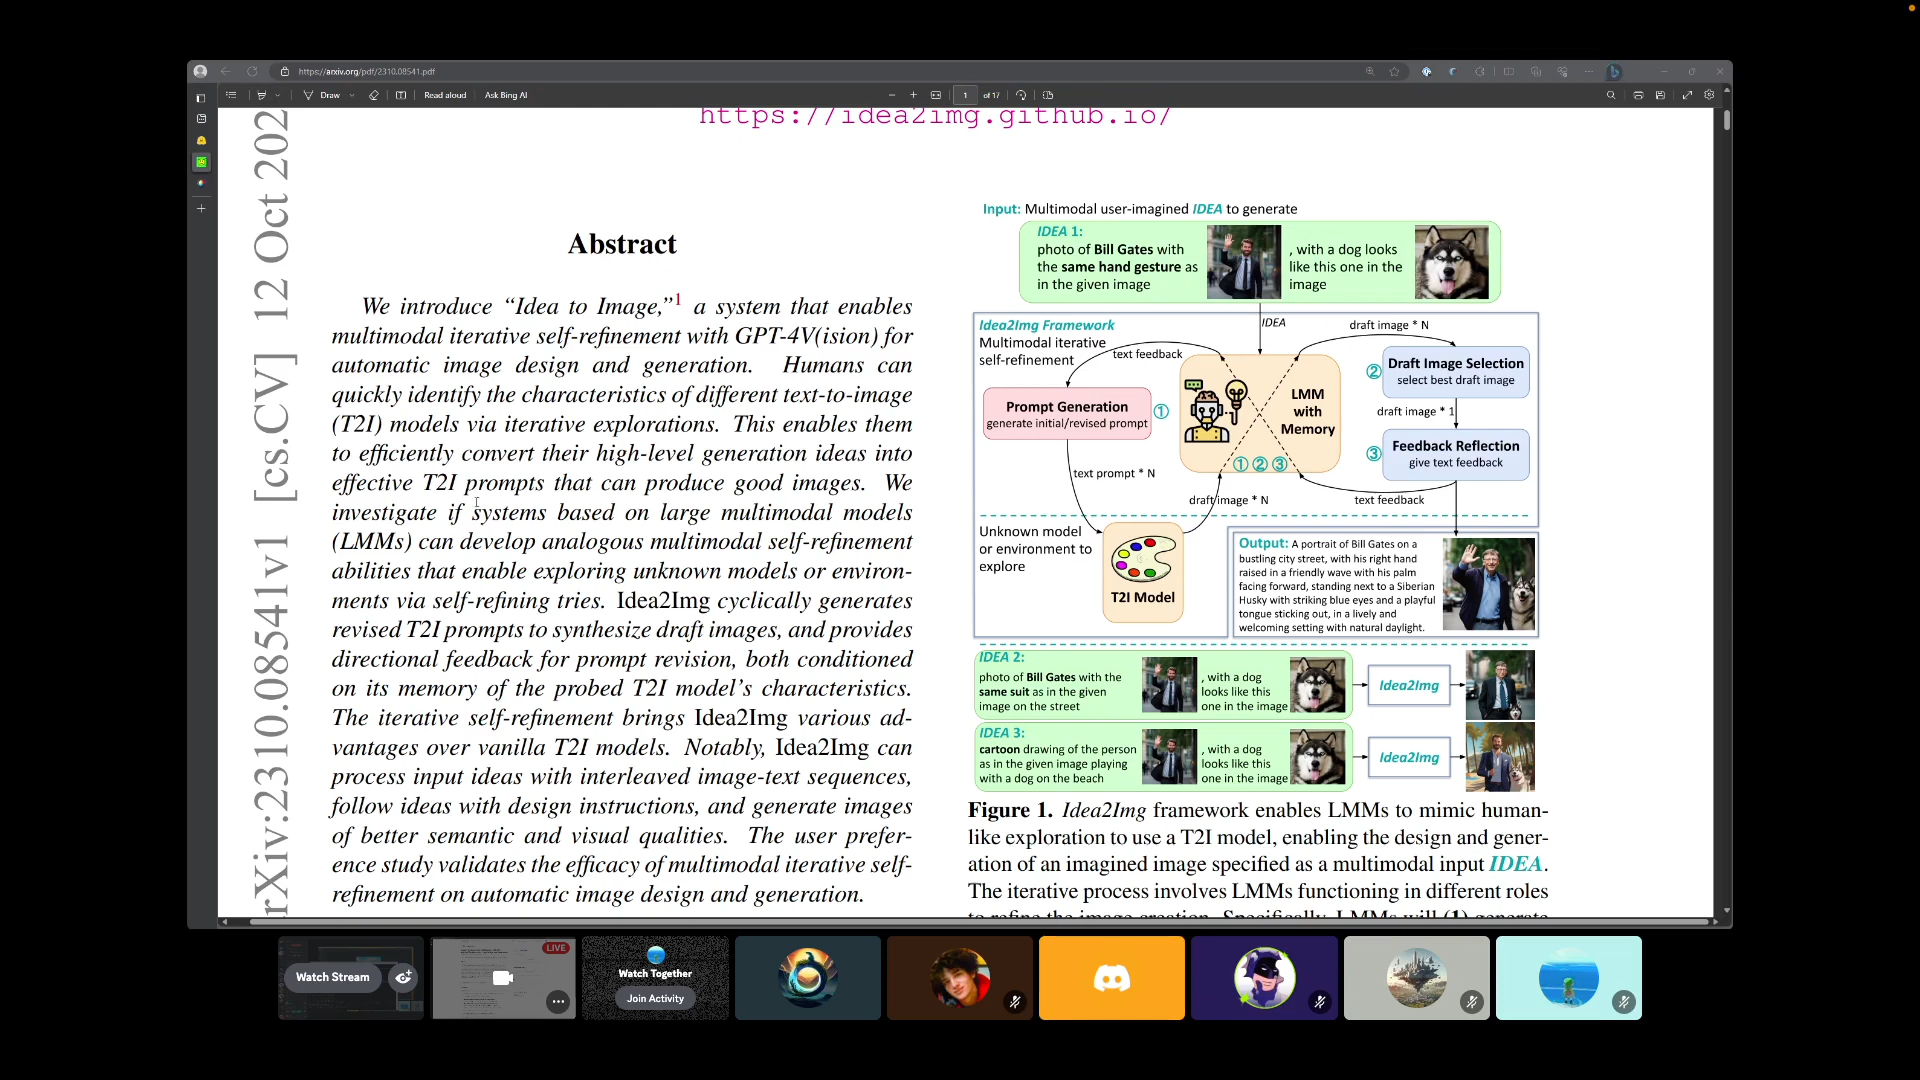 https://arxiv.org/pdf/2310.08541.pdf
Draw
Read aloud
Ask Bing AI
1
of 17
https://idea2img.github.io/
arXiv:2310.08541v1 [cs.CV] 12 Oct 202
Abstract
We introduce “Idea to Image,”1 a system that enables
multimodal iterative self-refinement with GPT-4V(ision) for
automatic image design and generation. Humans can
quickly identify the characteristics of different text-to-image
(T2I) models via iterative explorations. This enables them
to efficiently convert their high-level generation ideas into
effective T2I prompts that can produce good images. We
investigate if systems based on large multimodal models
(LMMs) can develop analogous multimodal self-refinement
abilities that enable exploring unknown models or environ-
ments via self-refining tries. Idea2Img cyclically generates
revised T2I prompts to synthesize draft images, and provides
directional feedback for prompt revision, both conditioned
on its memory of the probed T2I model’s characteristics.
The iterative self-refinement brings Idea2Img various ad-
vantages over vanilla T2I models. Notably, Idea2Img can
process input ideas with interleaved image-text sequences,
follow ideas with design instructions, and generate images
of better semantic and visual qualities. The user prefer-
ence study validates the efficacy of multimodal iterative self-
refinement on automatic image design and generation.
Input: Multimodal user-imagined IDEA to generate
IDEA 1:
photo of Bill Gates with
the same hand gesture as
in the given image
, with a dog looks
like this one in the
image
Idea2Img Framework
Multimodal iterative
self-refinement
IDEA
text feedback
draft image * N
Prompt Generation
generate initial/revised prompt
①
LMM
with
Memory
① ② ③
②
Draft Image Selection
select best draft image
draft image * 1
③
Feedback Reflection
give text feedback
text prompt * N
draft image * N
text feedback
Unknown model
or environment to
explore
T2I Model
Output: A portrait of Bill Gates on a
bustling city street, with his right hand
raised in a friendly wave with his palm
facing forward, standing next to a Siberian
Husky with striking blue eyes and a playful
tongue sticking out, in a lively and
welcoming setting with natural daylight.
IDEA 2:
photo of Bill Gates with the
same suit as in the given
image on the street
, with a dog
looks like this
one in the image
Idea2Img
IDEA 3:
cartoon drawing of the person
as in the given image playing
with a dog on the beach
, with a dog
looks like this
one in the image
Idea2Img
Figure 1. Idea2Img framework enables LMMs to mimic human-
like exploration to use a T2I model, enabling the design and gener-
ation of an imagined image specified as a multimodal input IDEA.
The iterative process involves LMMs functioning in different roles
to refine the image creation. Specifically, LMMs will (1) generate
Watch Stream
LIVE
Watch Together
Join Activity